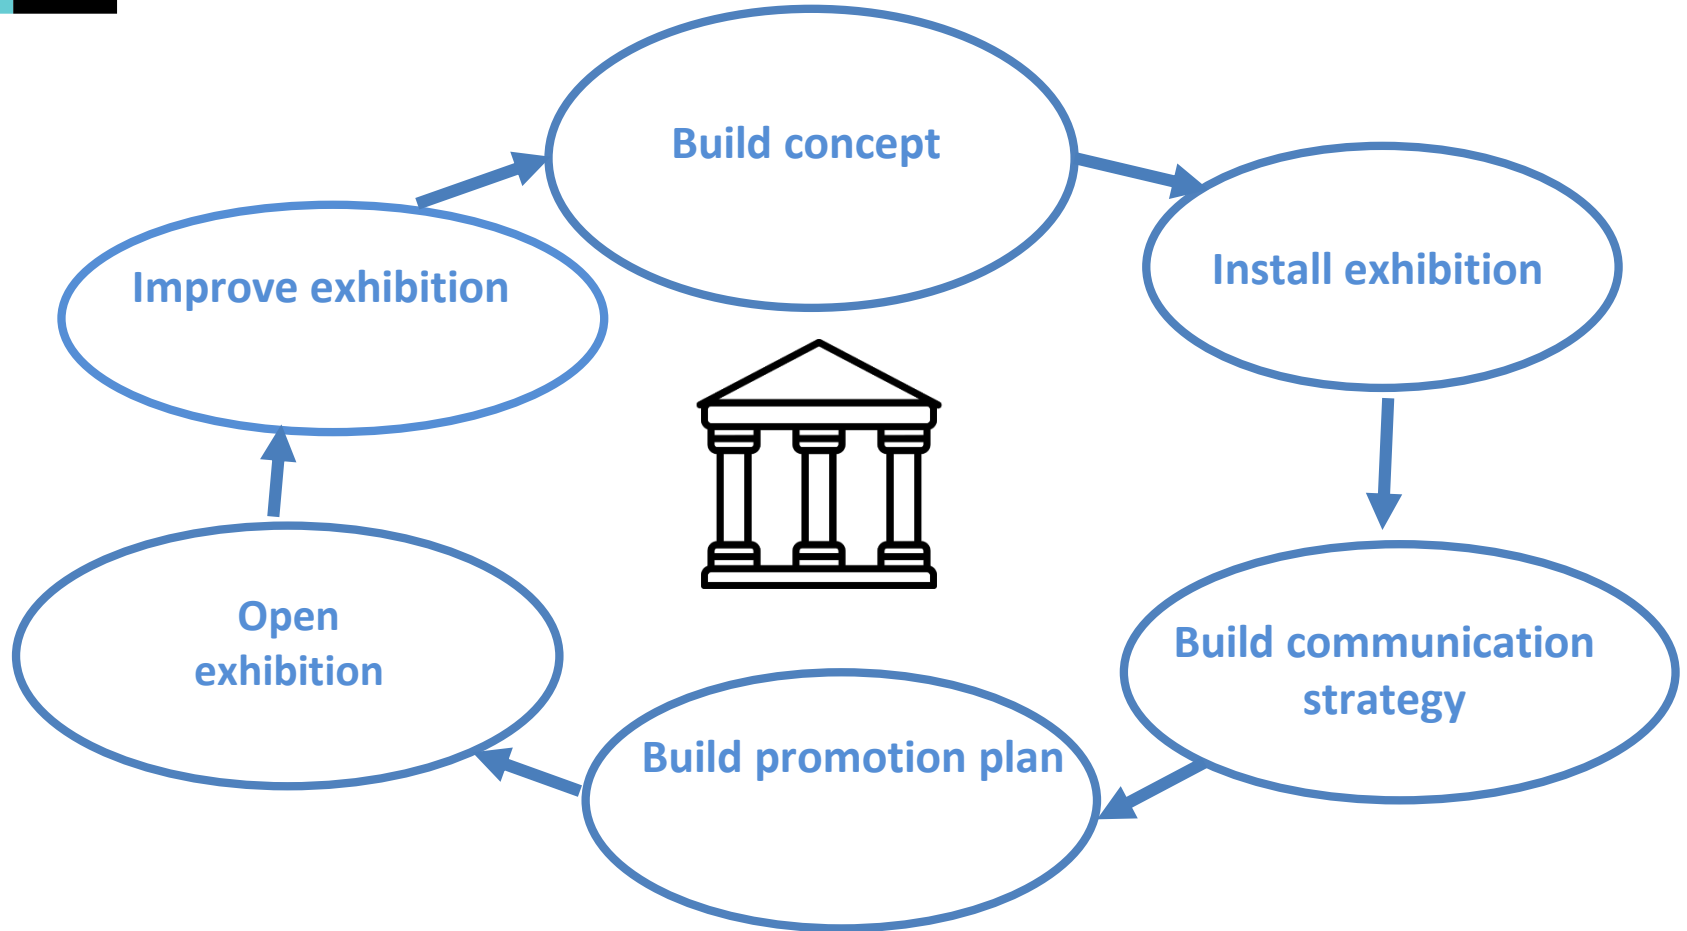 Build concept
Install exhibition
Build communication
strategy
Build promotion plan
Open
exhibition
Improve exhibition